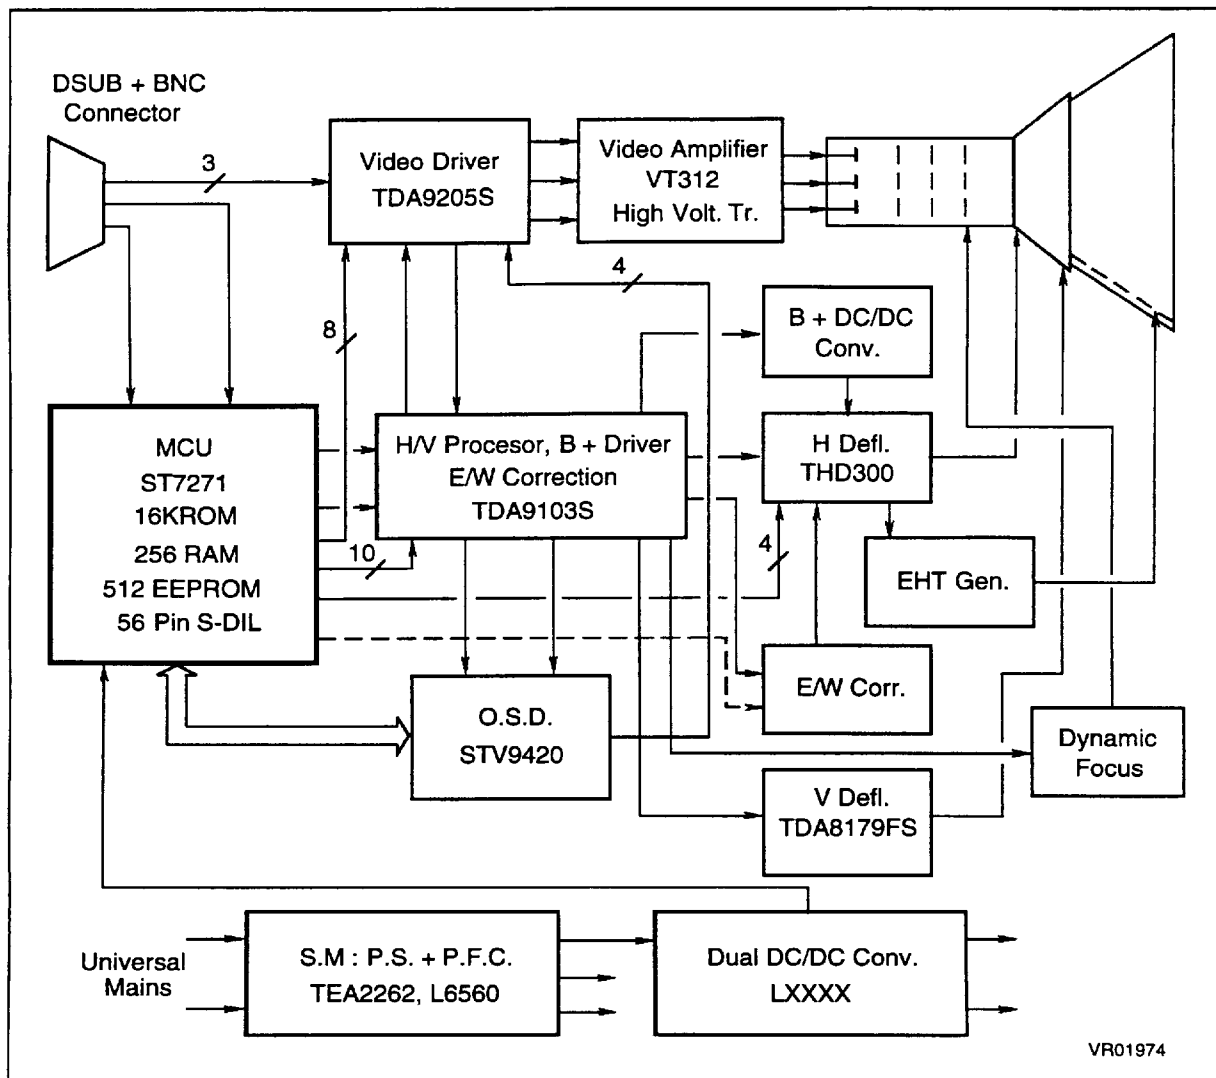 DSUB + BNC
Connector
3
Video Driver
TDA9205S
Video Amplifier
VT312
High Volt. Tr.
4
8
B + DC/DC
Conv.
MCU
ST7271
16KROM
256 RAM
512 EEPROM
56 Pin S-DIL
H/V Procesor, B + Driver
E/W Correction
TDA9103S
H Defl.
THD300
10
4
EHT Gen.
E/W Corr.
O.S.D.
STV9420
Dynamic
Focus
V Defl.
TDA8179FS
Universal
Mains
S.M : P.S. + P.F.C.
TEA2262, L6560
Dual DC/DC Conv.
LXXXX
VR01974